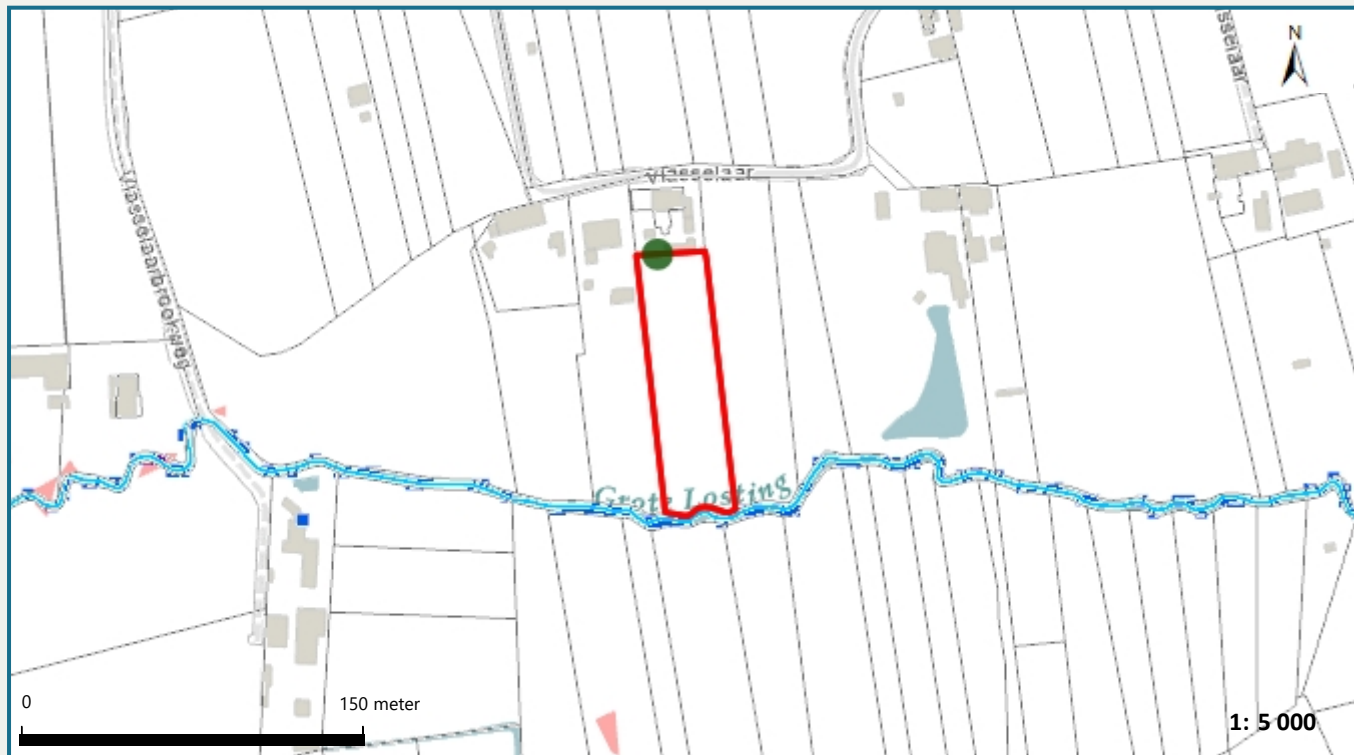 N
Vlasselaar
Vlasselaarbroekweg
Grote Losting
0
150 meter
1: 5 000